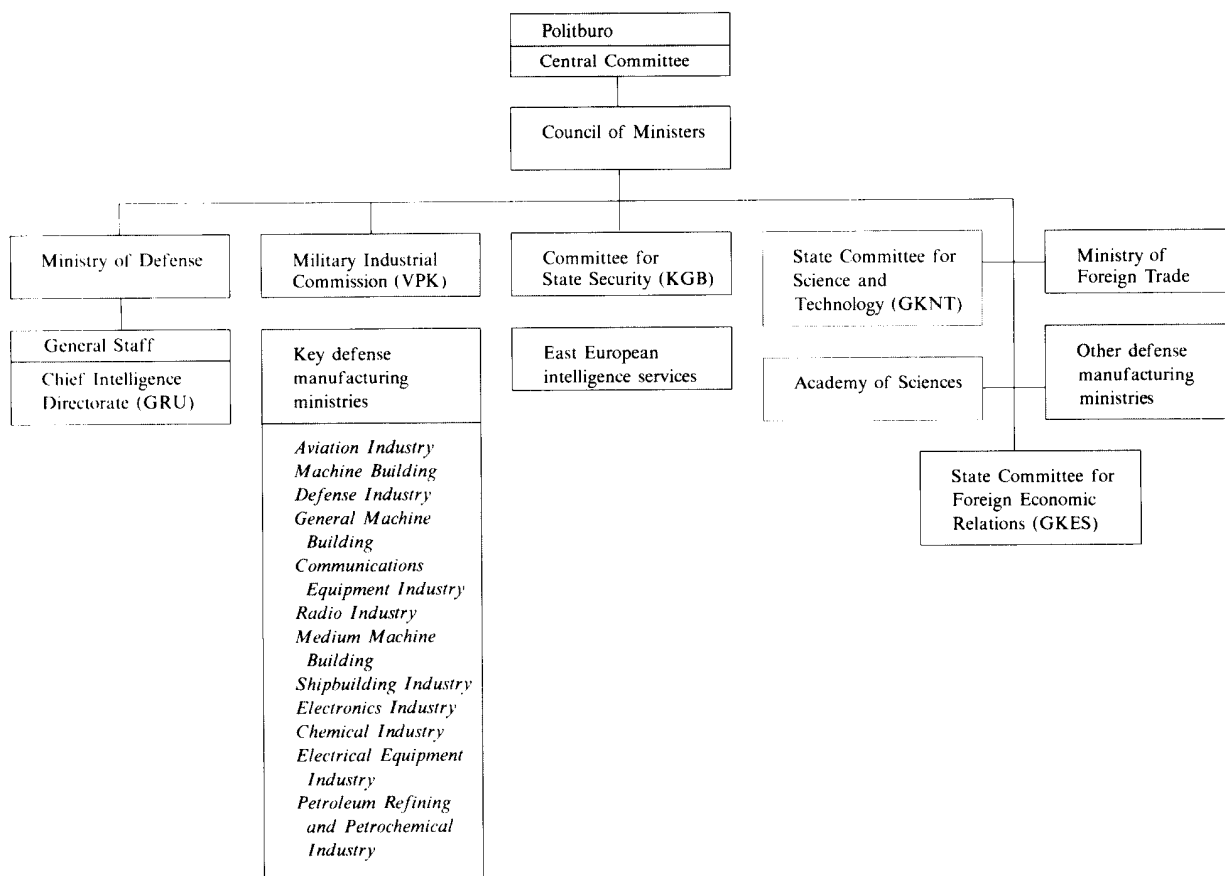 Politburo
Central Committee
Council of Ministers
Ministry of Defense
General Staff
Chief Intelligence
Directorate (GRU)
Military Industrial
Commission (VPK)
Key defense
manufacturing
ministries
Aviation Industry
Machine Building
Defense Industry
General Machine
Building
Communications
Equipment Industry
Radio Industry
Medium Machine
Building
Shipbuilding Industry
Electronics Industry
Chemical Industry
Electrical Equipment
Industry
Petroleum Refining
and Petrochemical
Industry
Committee for
State Security (KGB)
East European
intelligence services
State Committee for
Science and
Technology (GKNT)
Ministry of
Foreign Trade
Academy of Sciences
Other defense
manufacturing
ministries
State Committee for
Foreign Economic
Relations (GKES)